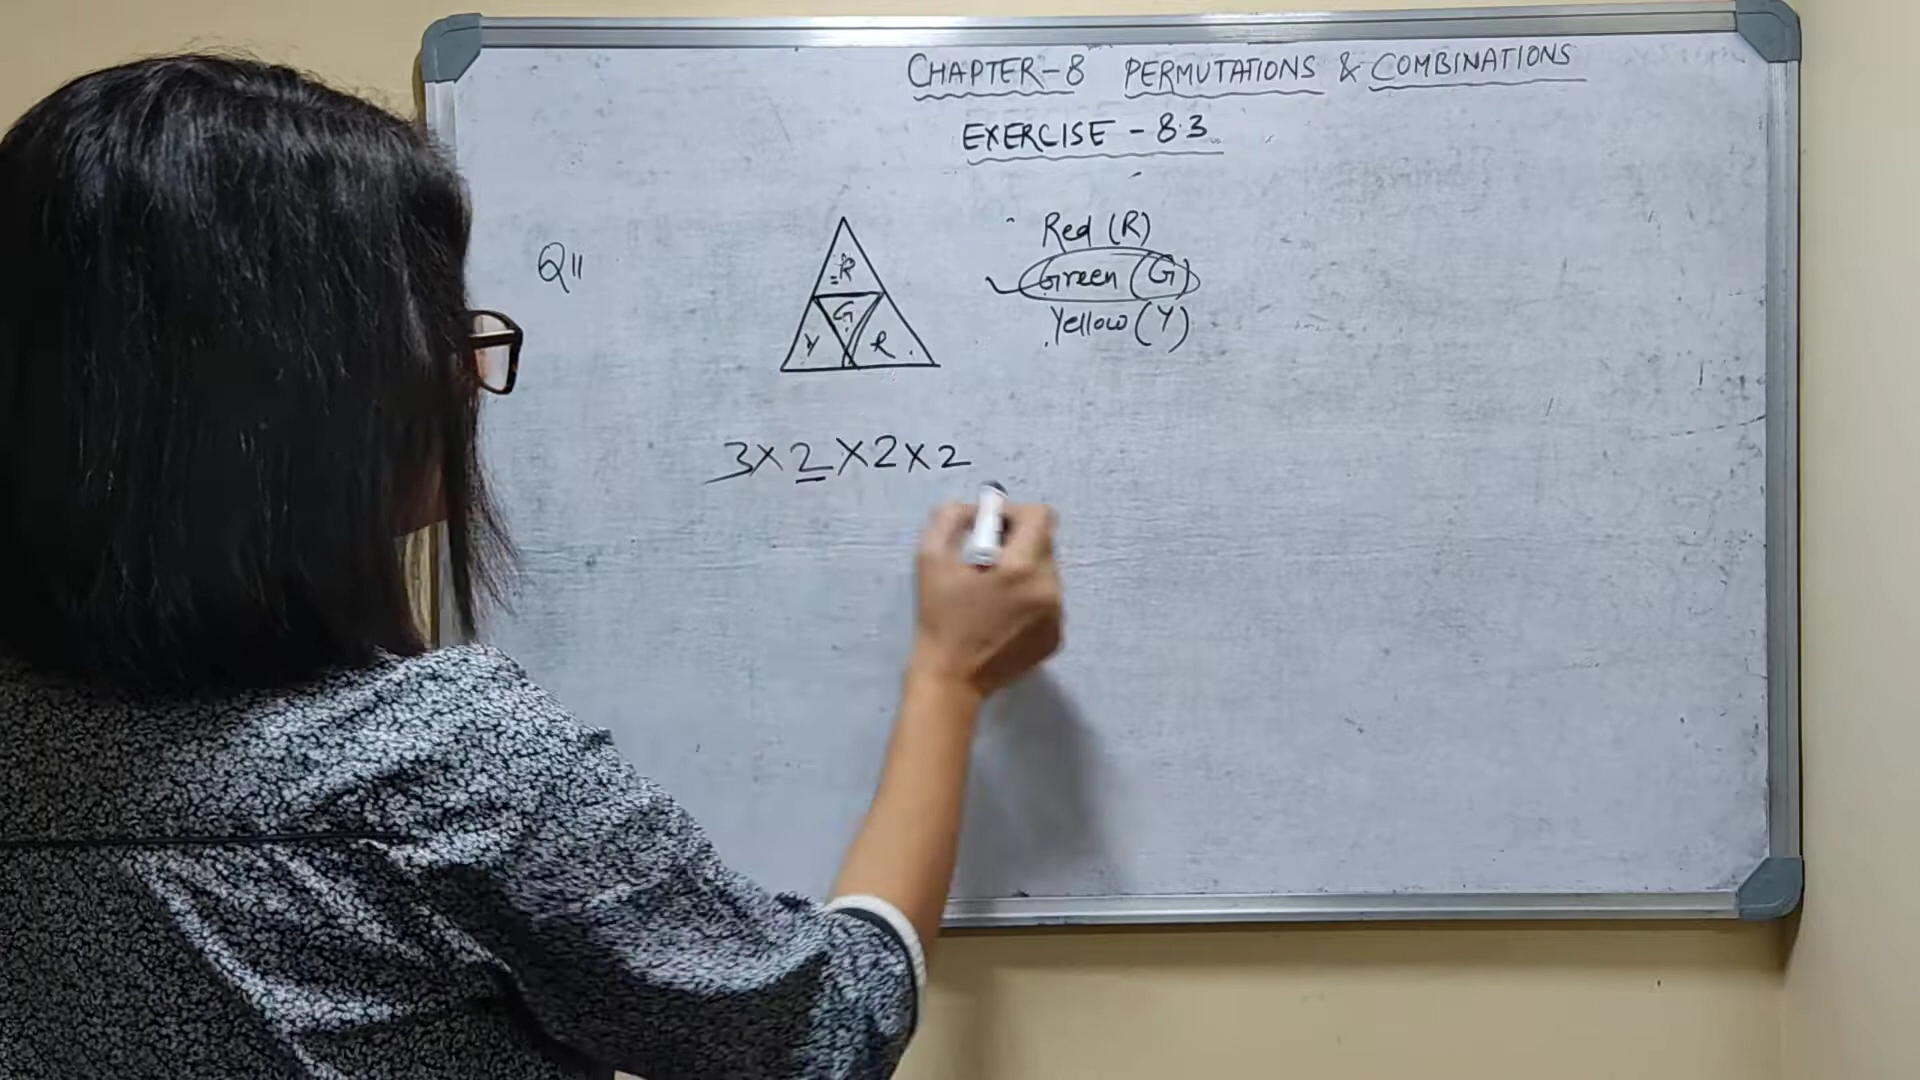 CHAPTER-8 PERMUTATIONS & COMBINATIONS
EXERCISE - 8.3
Q11
R
G
Y R
Red (R)
Green (G)
Yellow (Y)
3×2×2×2